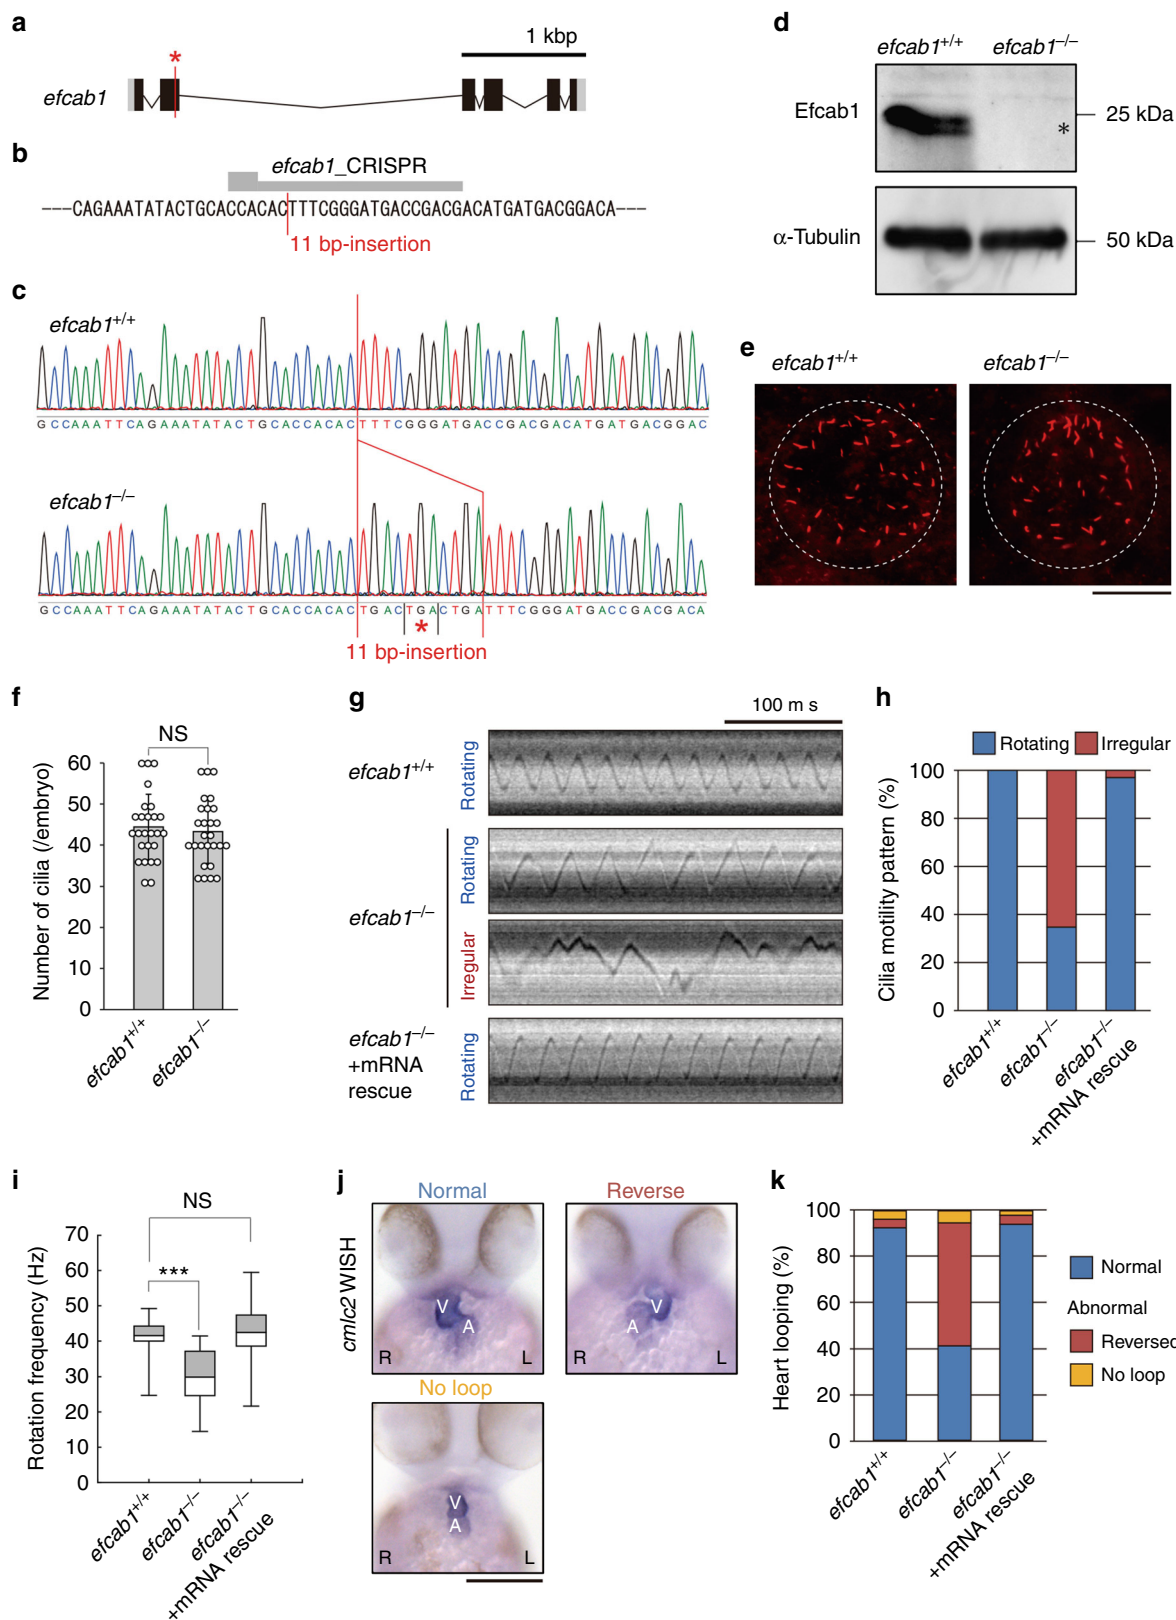 a
1 kbp
*
efcab1
b
efcab1_CRISPR
---CAGAAATATACTGCACCACACTTTCGGGATGACCGACGACATGATGACGGACA---
11 bp-insertion
c
efcab1+/+
GCCAAATTCAGAAATATACTGCACCACACTTTCGGGATGACCGACGACATGATGACGGAC
efcab1–/–
GCCAAATTCAGAAATATACTGCACCACACTGACTGACTGATTTCGGGATGACCGACGACA
*
11 bp-insertion
d
efcab1+/+ efcab1–/–
Efcab1
25 kDa
*
α-Tubulin
50 kDa
e
efcab1+/+ efcab1–/–
f
NS
Number of cilia (/embryo)
60
50
40
30
20
10
0
efcab1+/+
efcab1–/–
g
100 m s
efcab1+/+
Rotating
efcab1–/–
Rotating
Irregular
efcab1–/–
+mRNA
rescue
Rotating
h
Rotating Irregular
Cilia motility pattern (%)
100
80
60
40
20
0
efcab1+/+
efcab1–/–
efcab1–/–
+mRNA rescue
i
NS
***
Rotation frequency (Hz)
70
60
50
40
30
20
10
0
efcab1+/+
efcab1–/–
efcab1–/–
+mRNA rescue
j
Normal
Reverse
cmlc2 WISH
V
A
R L
V
A
R L
No loop
V
A
R L
k
Heart looping (%)
100
80
60
40
20
0
efcab1+/+
efcab1–/–
efcab1–/–
+mRNA rescue
Normal
Abnormal
Reversed
No loop